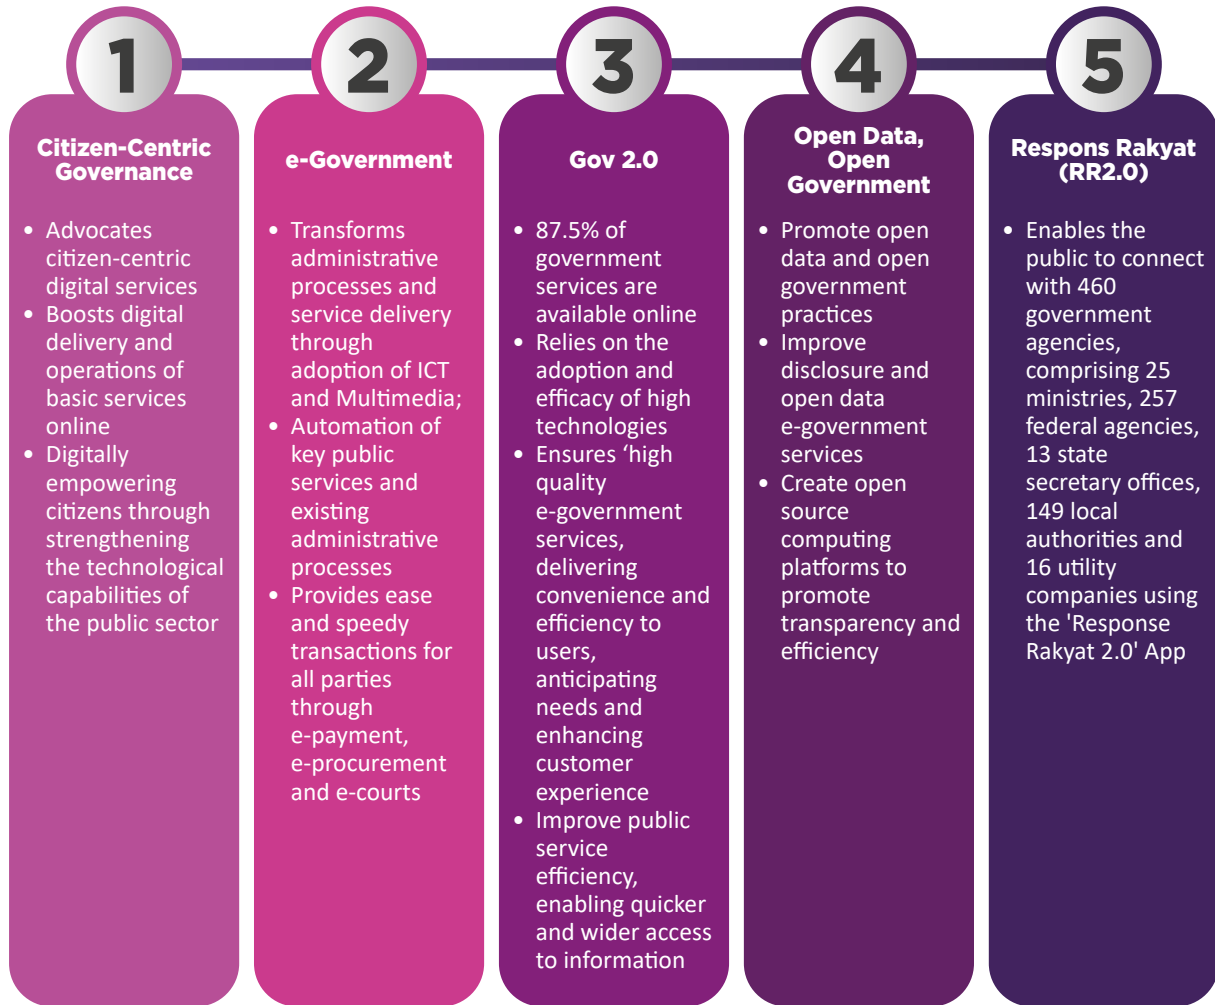 1
Citizen-Centric
Governance
• Advocates
citizen-centric
digital services
• Boosts digital
delivery and
operations of
basic services
online
• Digitally
empowering
citizens through
strengthening
the technological
capabilities of
the public sector
2
e-Government
• Transforms
administrative
processes and
service delivery
through
adoption of ICT
and Multimedia;
• Automation of
key public
services and
existing
administrative
processes
• Provides ease
and speedy
transactions for
all parties
through
e-payment,
e-procurement
and e-courts
3
Gov 2.0
• 87.5% of
government
services are
available online
• Relies on the
adoption and
efficacy of high
technologies
• Ensures ‘high
quality
e-government
services,
delivering
convenience and
efficiency to
users,
anticipating
needs and
enhancing
customer
experience
• Improve public
service
efficiency,
enabling quicker
and wider access
to information
4
Open Data,
Open
Government
• Promote open
data and open
government
practices
• Improve
disclosure and
open data
e-government
services
• Create open
source
computing
platforms to
promote
transparency and
efficiency
5
Respons Rakyat
(RR2.0)
• Enables the
public to connect
with 460
government
agencies,
comprising 25
ministries, 257
federal agencies,
13 state
secretary offices,
149 local
authorities and
16 utility
companies using
the 'Response
Rakyat 2.0' App